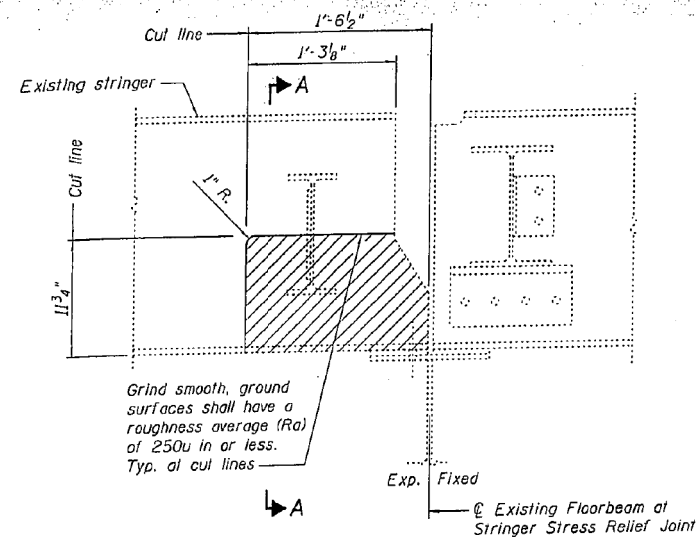 1'-6½"
Cut line
1'-3⅛"
A
Existing stringer
Cut line
1" R.
11¾"
Grind smooth, ground
surfaces shall have a
roughness average (Ra)
of 250u in or less.
Typ. at cut lines
Exp. Fixed
A
℄ Existing Floorbeam at
Stringer Stress Relief Joint